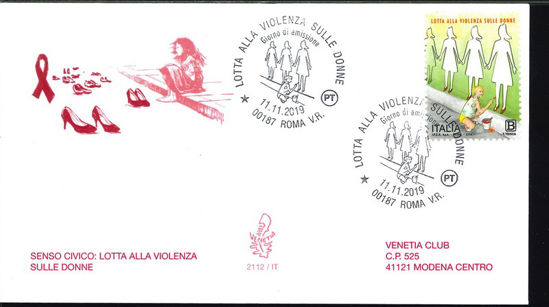 LOTTA ALLA VIOLENZA SULLE DONNE
Giorno di emissione
11.11.2019
00187 ROMA V.R.
PT
LOTTA ALLA VIOLENZA SULLE DONNE
ITALIA
B
LOTTA ALLA VIOLENZA SULLE DONNE
Giorno di emissione
11.11.2019
00187 ROMA V.R.
PT
VENETIA
2112 / IT
SENSO CIVICO: LOTTA ALLA VIOLENZA
SULLE DONNE
VENETIA CLUB
C.P. 525
41121 MODENA CENTRO